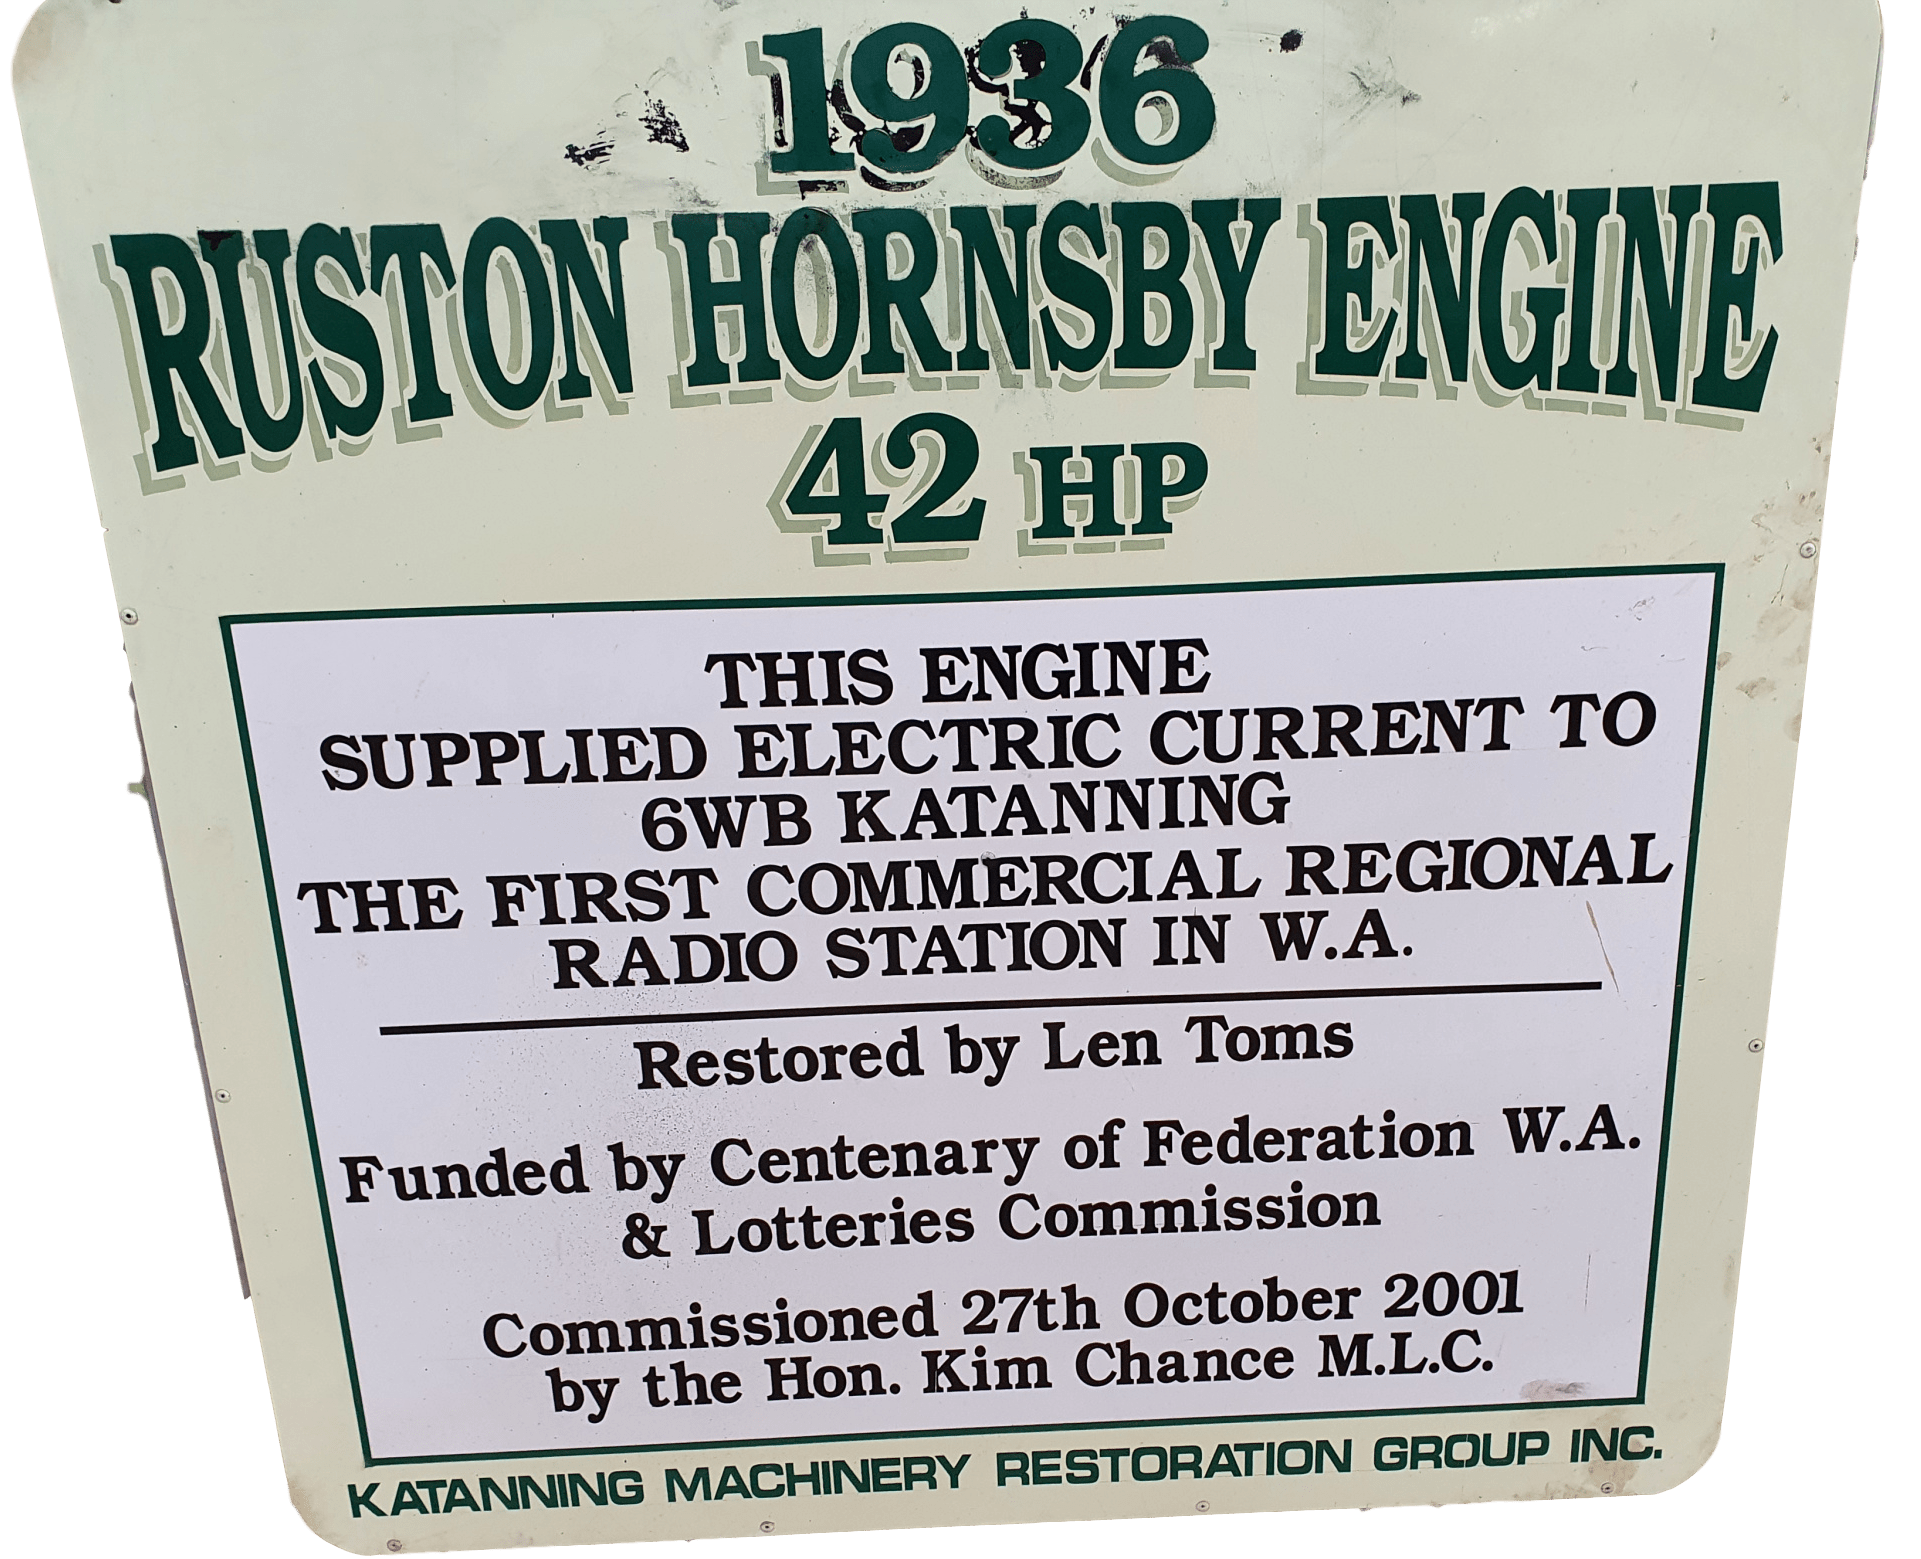 1936
RUSTON HORNSBY ENGINE
42 HP
THIS ENGINE
SUPPLIED ELECTRIC CURRENT TO
6WB KATANNING
THE FIRST COMMERCIAL REGIONAL
RADIO STATION IN W.A.
Restored by Len Toms
Funded by Centenary of Federation W.A.
& Lotteries Commission
Commissioned 27th October 2001
by the Hon. Kim Chance M.L.C.
KATANNING MACHINERY RESTORATION GROUP INC.